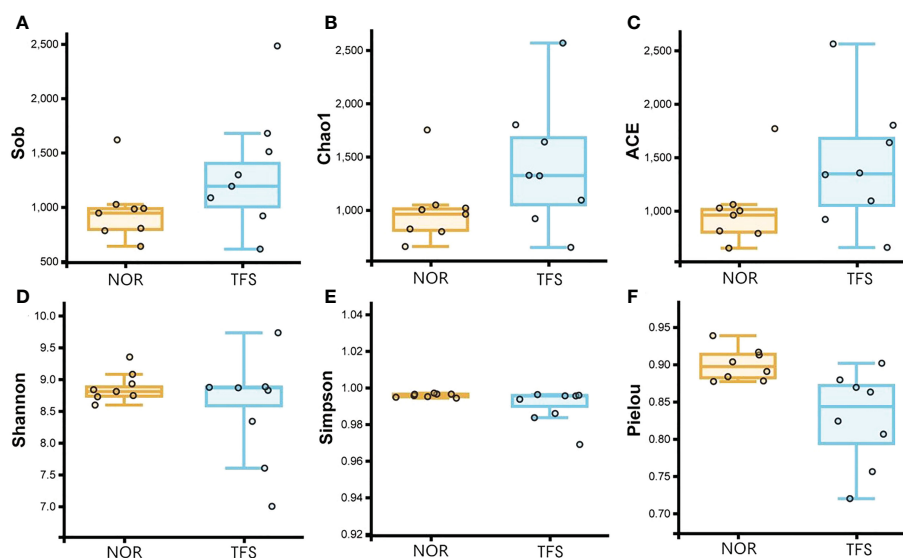 A
2,500
2,000
1,500
1,000
500
Sob
NOR
TFS
B
2,500
2,000
1,500
1,000
Chao1
NOR
TFS
C
2,500
2,000
1,500
1,000
ACE
NOR
TFS
D
10.0
9.5
9.0
8.5
8.0
7.5
7.0
Shannon
NOR
TFS
E
1.04
1.02
1.00
0.98
0.96
0.94
0.92
Simpson
NOR
TFS
F
0.95
0.90
0.85
0.80
0.75
0.70
Pielou
NOR
TFS